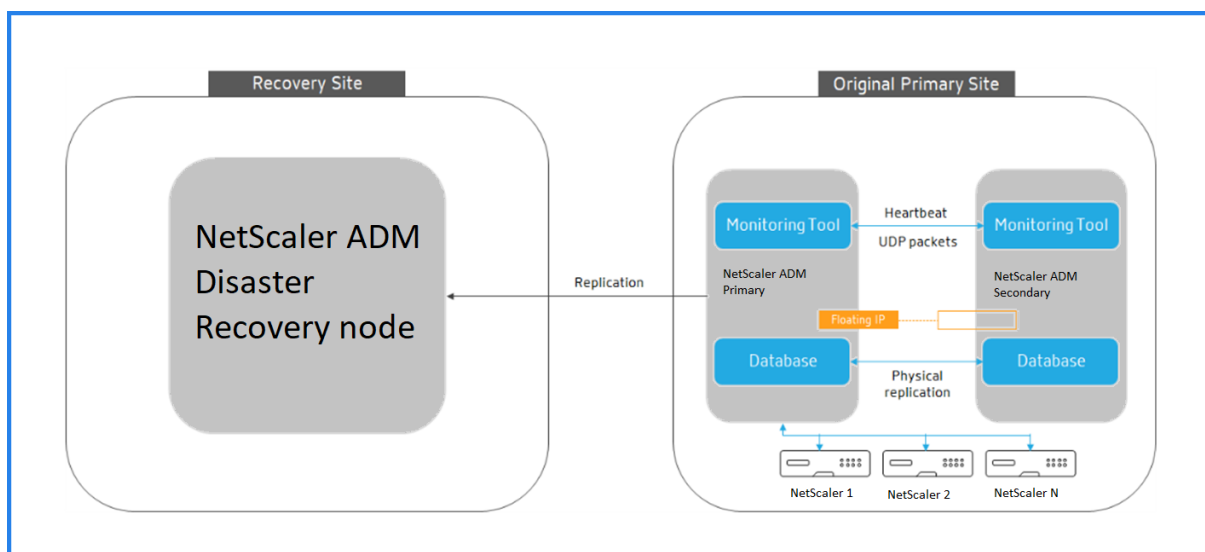 Recovery Site
Original Primary Site
NetScaler ADM
Disaster
Recovery node
Replication
Monitoring Tool
Heartbeat
UDP packets
Monitoring Tool
NetScaler ADM
Primary
NetScaler ADM
Secondary
Floating IP
Database
Physical
replication
Database
NetScaler 1
NetScaler 2
NetScaler N